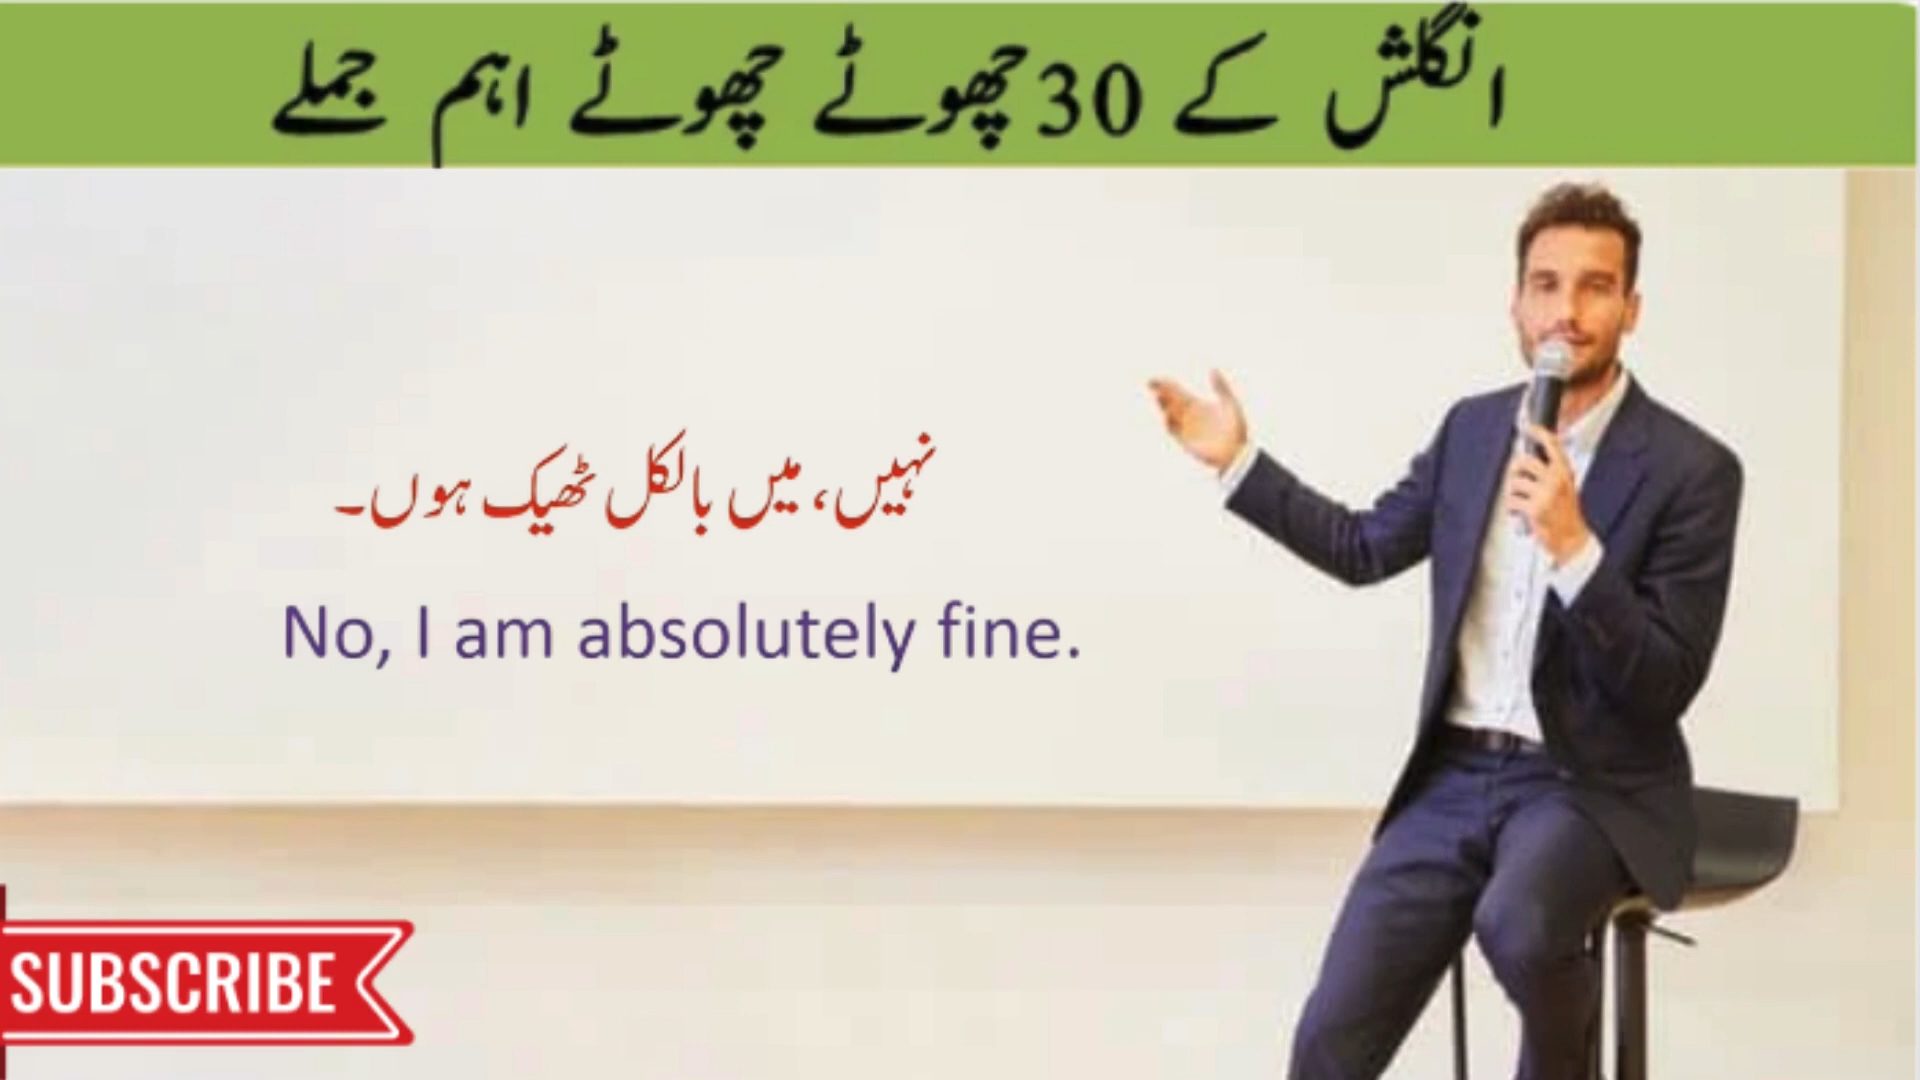 انگلش کے 30 چھوٹے چھوٹے اہم جملے
نہیں، میں بالکل ٹھیک ہوں۔
No, I am absolutely fine.
SUBSCRIBE